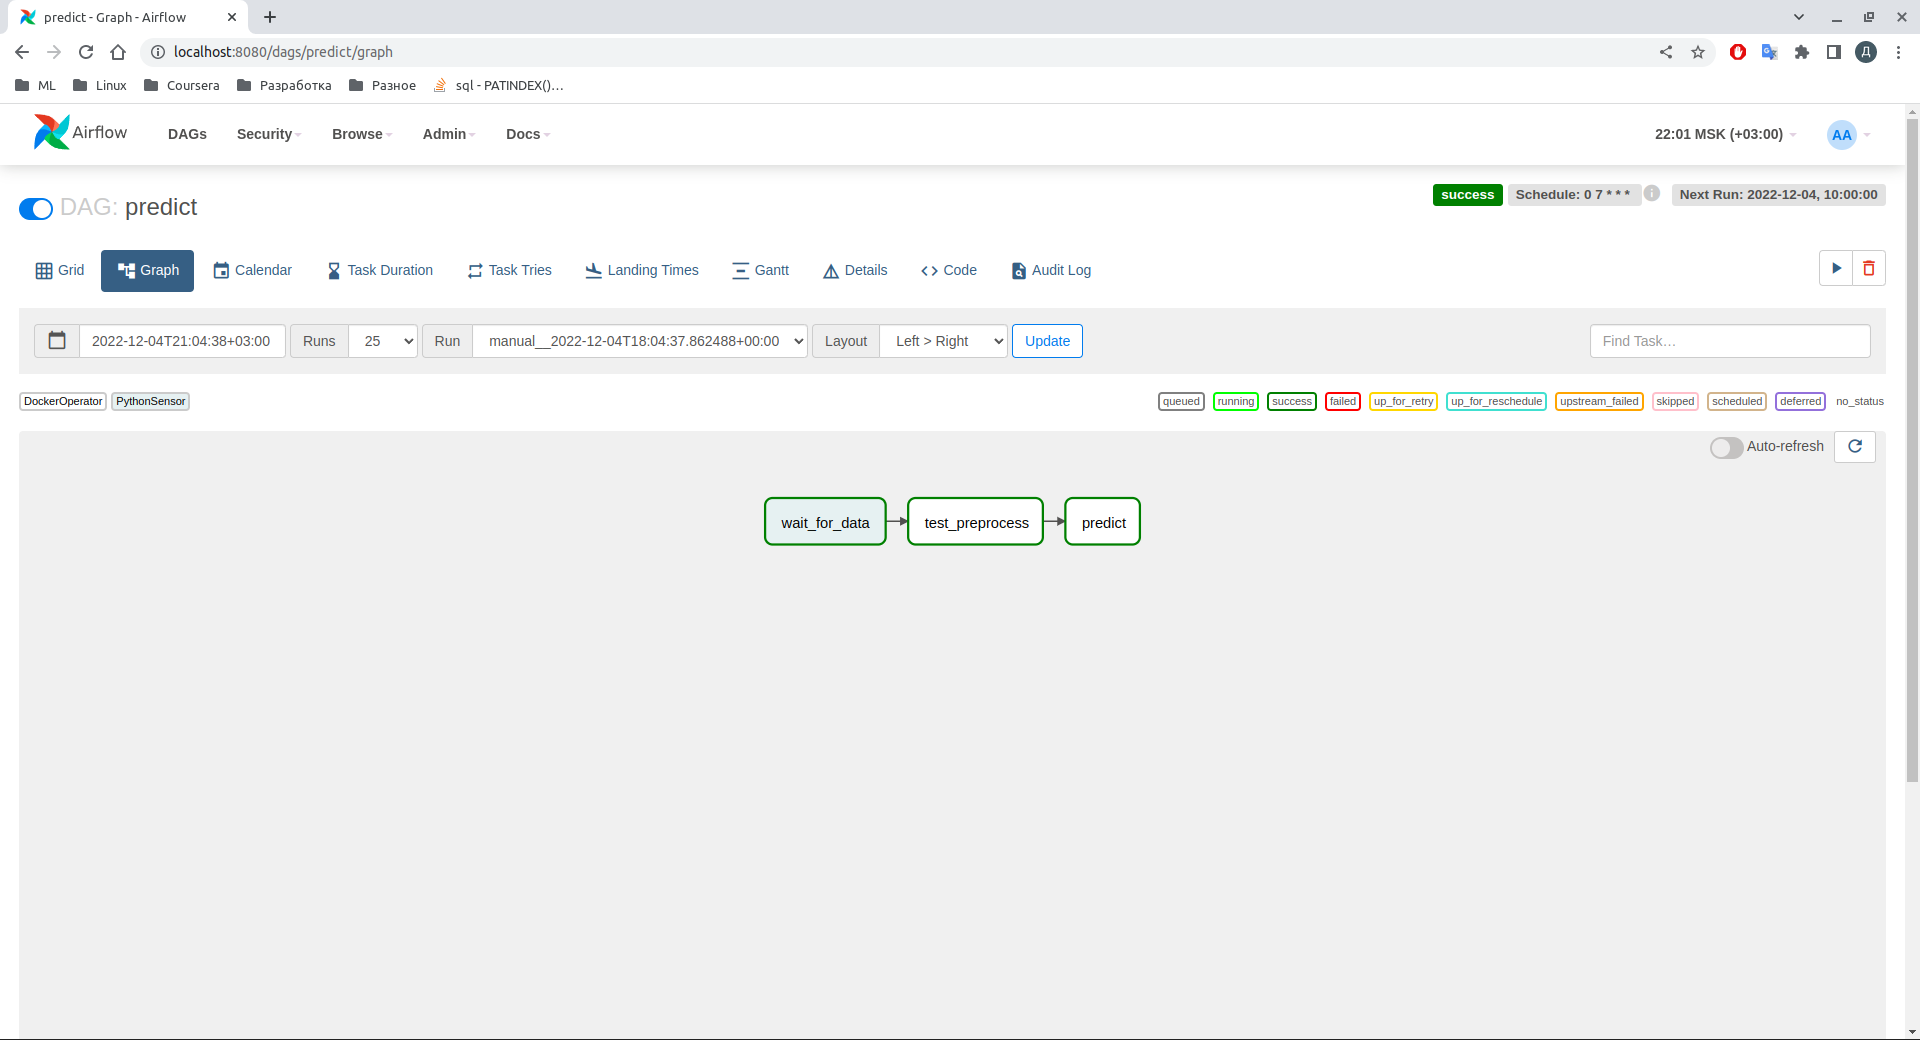 predict - Graph - Airflow
localhost:8080/dags/predict/graph
Д
ML Linux Coursera Разработка Разное sql - PATINDEX()...
Airflow DAGs Security Browse Admin Docs 22:01 MSK (+03:00) AA
DAG: predict success Schedule: 0 7 * * * Next Run: 2022-12-04, 10:00:00
Grid Graph Calendar Task Duration Task Tries Landing Times Gantt Details Code Audit Log
2022-12-04T21:04:38+03:00 Runs 25 Run manual__2022-12-04T18:04:37.862488+00:00 Layout Left > Right Update Find Task…
DockerOperator PythonSensor queued running success failed up_for_retry up_for_reschedule upstream_failed skipped scheduled deferred no_status
Auto-refresh
wait_for_data test_preprocess predict